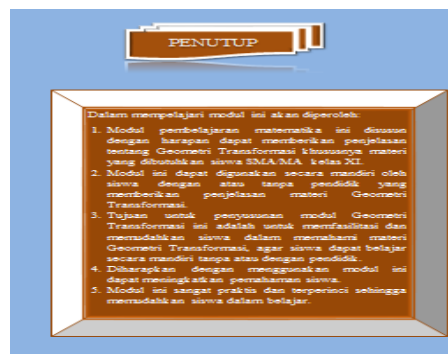 PENUTUP
Dalam mempelajari modul ini akan diperoleh:
1. Modul pembelajaran matematika ini disusun
dengan harapan dapat memberikan penjelasan
tentang Geometri Transformasi khususnya materi
yang dibutuhkan siswa SMA/MA kelas XI.
2. Modul ini dapat digunakan secara mandiri oleh
siswa dengan atau tanpa pendidik yang
memberikan penjelasan materi Geometri
Transformasi.
3. Tujuan untuk penyusunan modul Geometri
Transformasi ini adalah untuk memfasilitasi dan
memudahkan siswa dalam memahami materi
Geometri Transformasi, agar siswa dapat belajar
secara mandiri tanpa atau dengan pendidik.
4. Diharapkan dengan menggunakan modul ini
dapat meningkatkan pemahaman siswa.
5. Modul ini sangat praktis dan terperinci sehingga
memudahkan siswa dalam belajar.